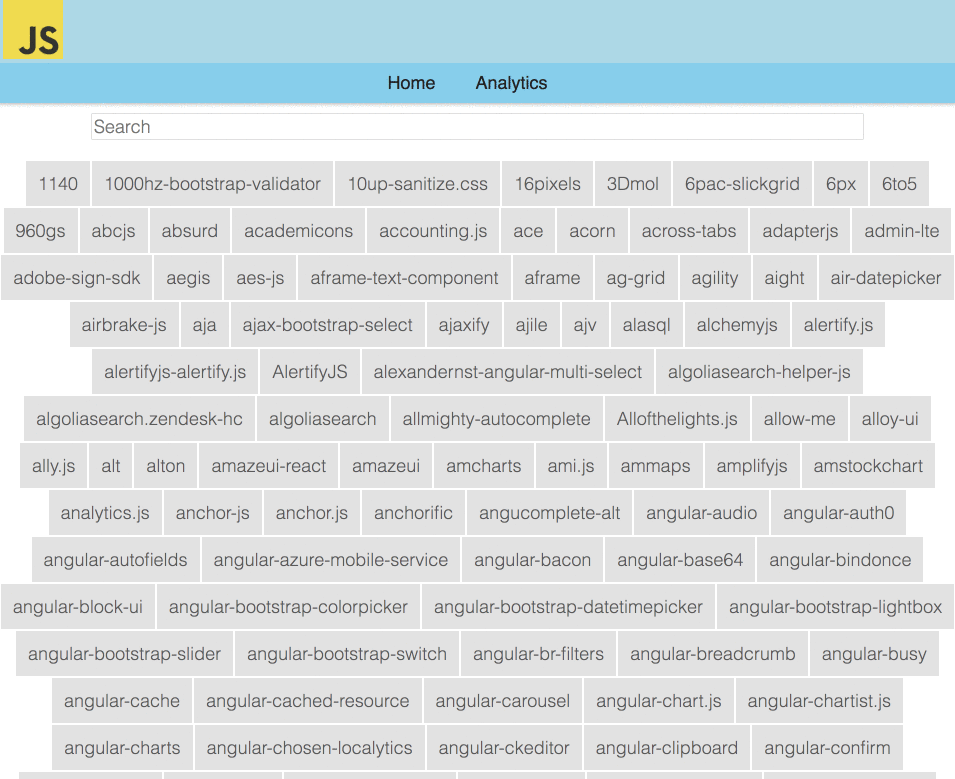 JS
Home Analytics
Search
1140 1000hz-bootstrap-validator 10up-sanitize.css 16pixels 3Dmol 6pac-slickgrid 6px 6to5
960gs abcjs absurd academicons accounting.js ace acorn across-tabs adapterjs admin-lte
adobe-sign-sdk aegis aes-js aframe-text-component aframe ag-grid agility aight air-datepicker
airbrake-js aja ajax-bootstrap-select ajaxify ajile ajv alasql alchemyjs alertify.js
alertifyjs-alertify.js AlertifyJS alexandernst-angular-multi-select algoliasearch-helper-js
algoliasearch.zendesk-hc algoliasearch allmighty-autocomplete Allofthelights.js allow-me alloy-ui
ally.js alt alton amazeui-react amazeui amcharts ami.js ammaps amplifyjs amstockchart
analytics.js anchor-js anchor.js anchorific angucomplete-alt angular-audio angular-auth0
angular-autofields angular-azure-mobile-service angular-bacon angular-base64 angular-bindonce
angular-block-ui angular-bootstrap-colorpicker angular-bootstrap-datetimepicker angular-bootstrap-lightbox
angular-bootstrap-slider angular-bootstrap-switch angular-br-filters angular-breadcrumb angular-busy
angular-cache angular-cached-resource angular-carousel angular-chart.js angular-chartist.js
angular-charts angular-chosen-localytics angular-ckeditor angular-clipboard angular-confirm